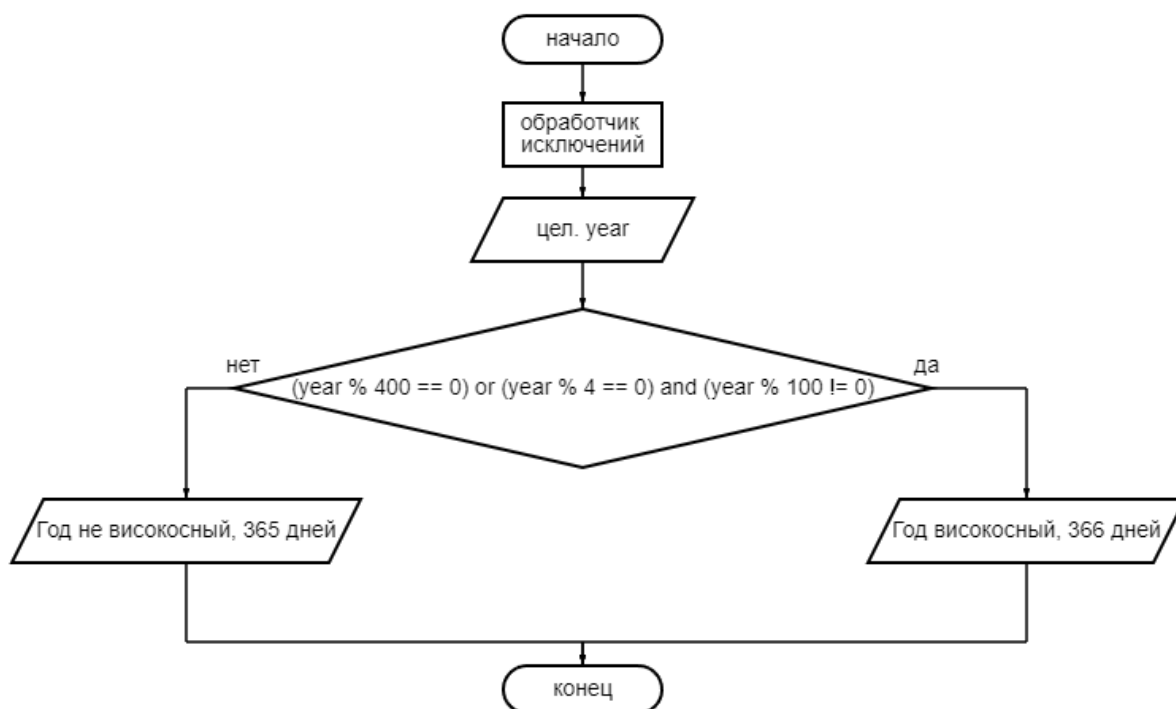 начало
обработчик
исключений
цел. year
нет
да
(year % 400 == 0) or (year % 4 == 0) and (year % 100 != 0)
Год не високосный, 365 дней
Год високосный, 366 дней
конец